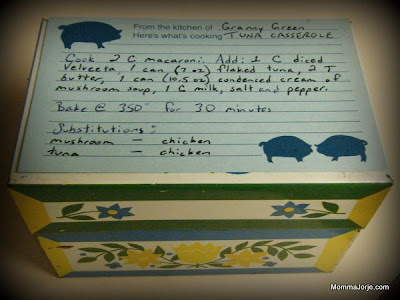 From the kitchen of Granny Green
Here's what's cooking TUNA CASSEROLE
Cook 2 C macaroni. Add: 1 C diced
Velveeta, 1 can (7 oz) flaked tuna, 2 T
butter, 1 can (10.5 oz) condensed cream of
mushroom soup, 1 C milk, salt and pepper.
Bake @ 350° for 30 minutes
Substitutions:
mushroom - chicken
tuna - chicken
MommaJorje.com